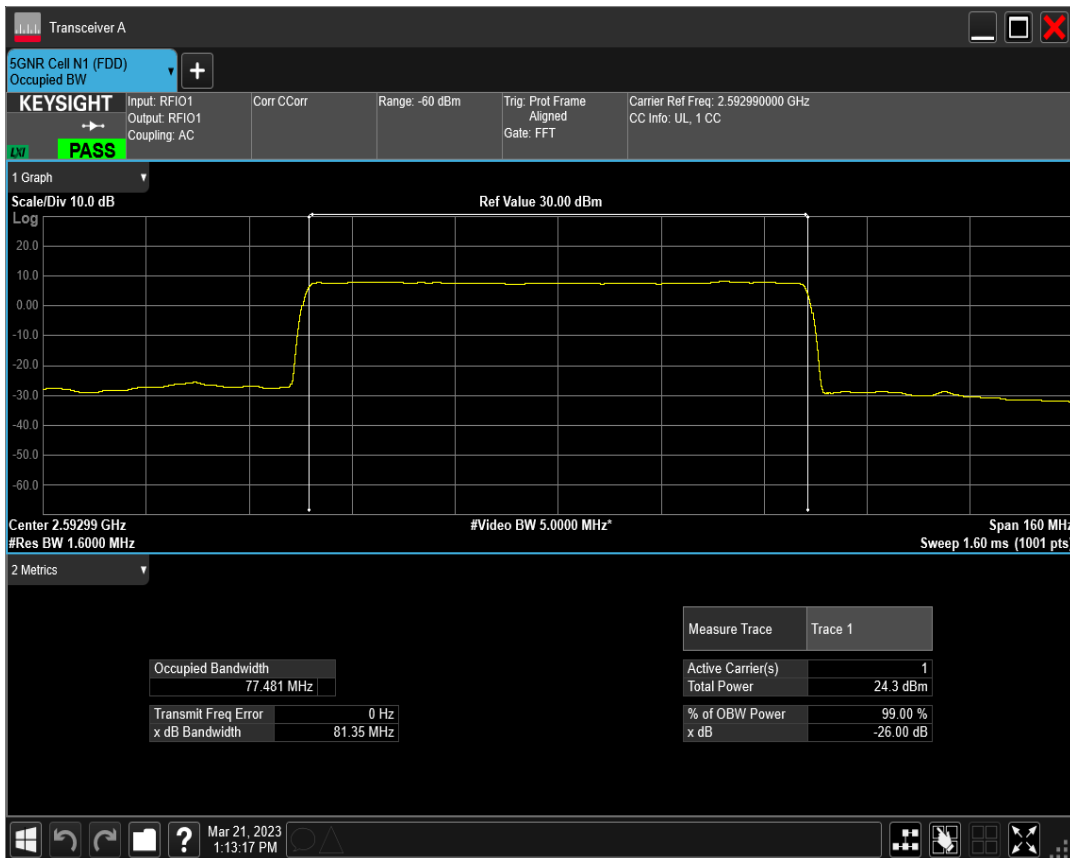 Transceiver A
5GNR Cell N1 (FDD)
Occupied BW
+
KEYSIGHT
LXI
PASS
Input: RFIO1
Output: RFIO1
Coupling: AC
Corr CCorr
Range: -60 dBm
Trig: Prot Frame
Aligned
Gate: FFT
Carrier Ref Freq: 2.592990000 GHz
CC Info: UL, 1 CC
1 Graph
Scale/Div 10.0 dB
Ref Value 30.00 dBm
Log
20.0
10.0
0.00
-10.0
-20.0
-30.0
-40.0
-50.0
-60.0
Center 2.59299 GHz
#Video BW 5.0000 MHz*
Span 160 MHz
#Res BW 1.6000 MHz
Sweep 1.60 ms (1001 pts)
2 Metrics
Measure Trace Trace 1
Occupied Bandwidth
77.481 MHz
Active Carrier(s) 1
Total Power 24.3 dBm
Transmit Freq Error 0 Hz
x dB Bandwidth 81.35 MHz
% of OBW Power 99.00 %
x dB -26.00 dB
?
Mar 21, 2023
1:13:17 PM